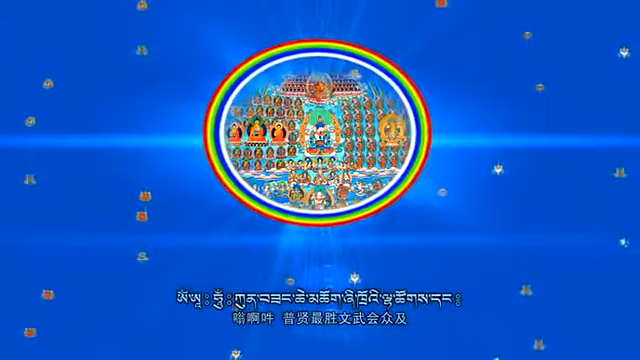 ཨོཾ་ཨཱཿ ཧཱུྃ༔ ཀུན་བཟང་ཆེ་མཆོག་ཞི་ཁྲོའི་ལྷ་ཚོགས་དང་༔
嗡啊吽 普贤最胜文武会众及